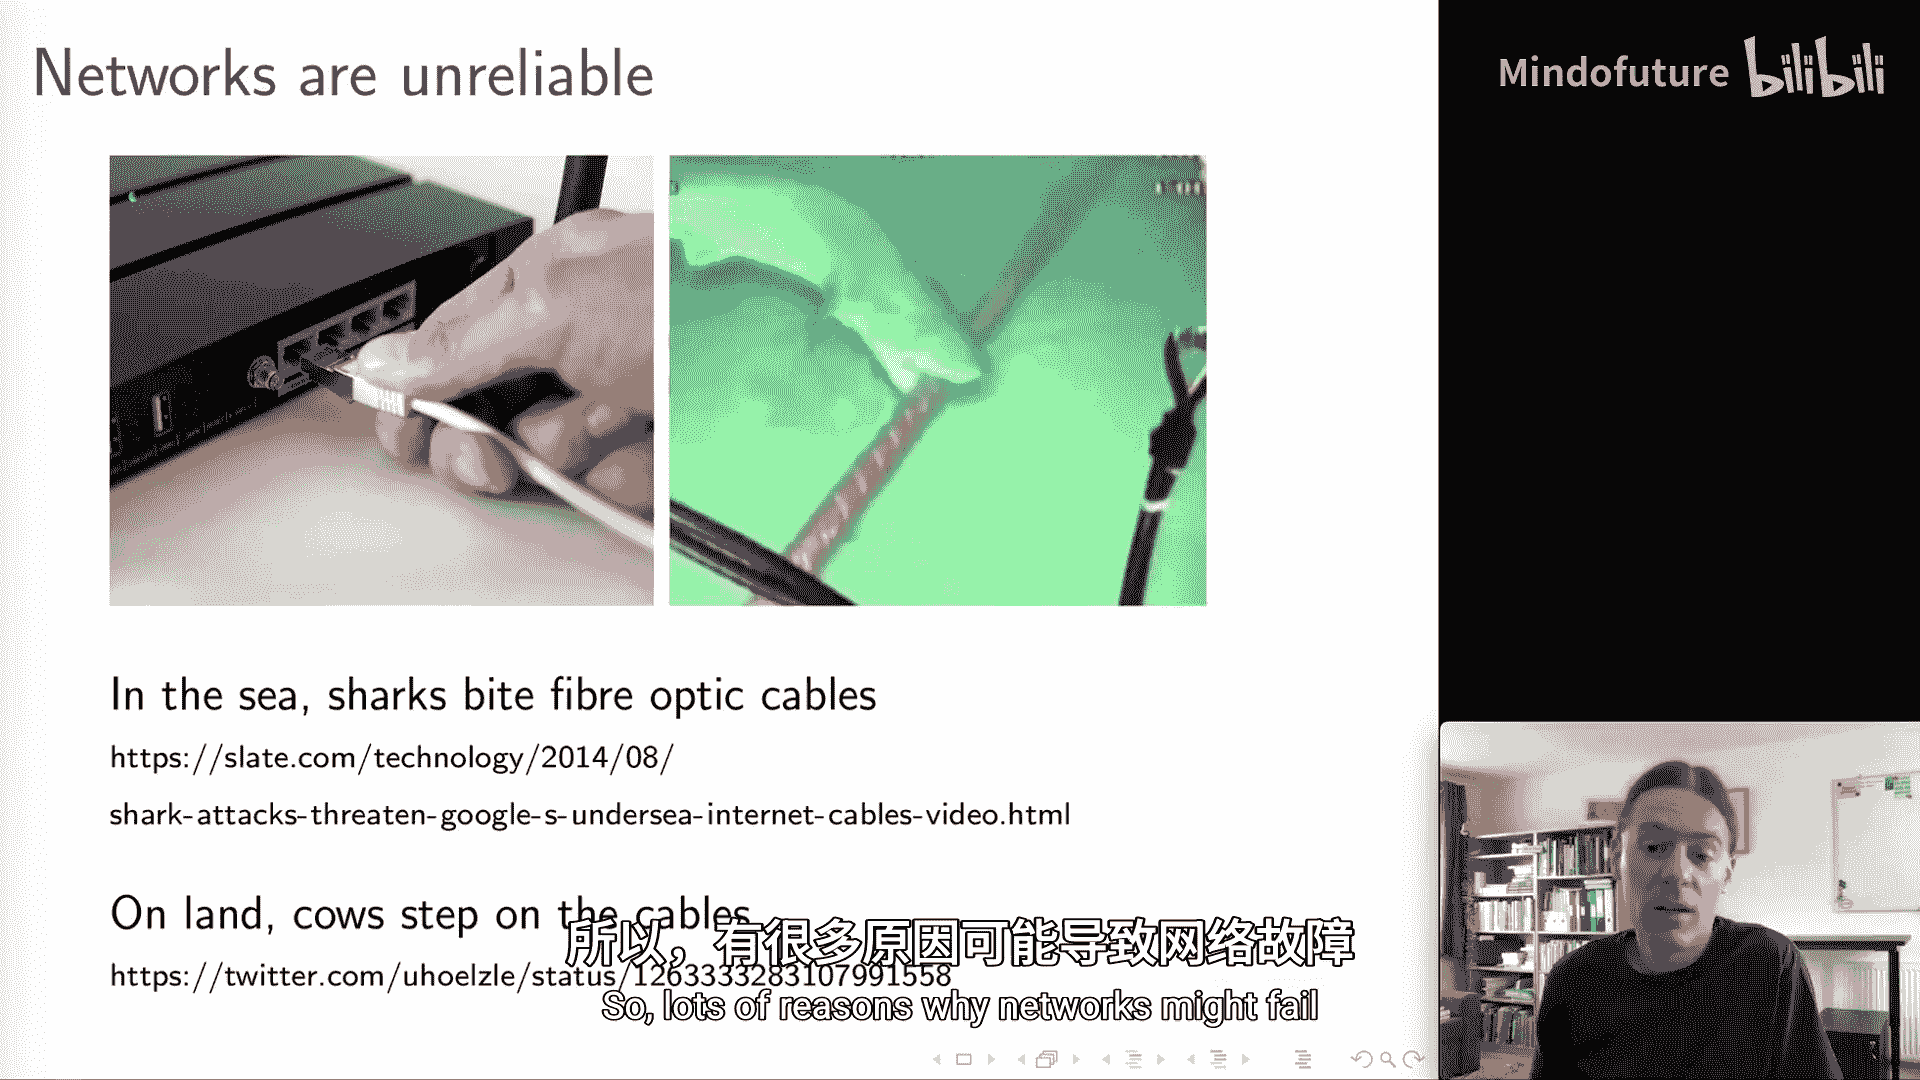 Networks are unreliable
Mindofuture bilibili
In the sea, sharks bite fibre optic cables
https://slate.com/technology/2014/08/
shark-attacks-threaten-google-s-undersea-internet-cables-video.html
On land, cows step on the cables
https://twitter.com/uhoelzle/status/1263333283107991558
所以，有很多原因可能导致网络故障
So, lots of reasons why networks might fail